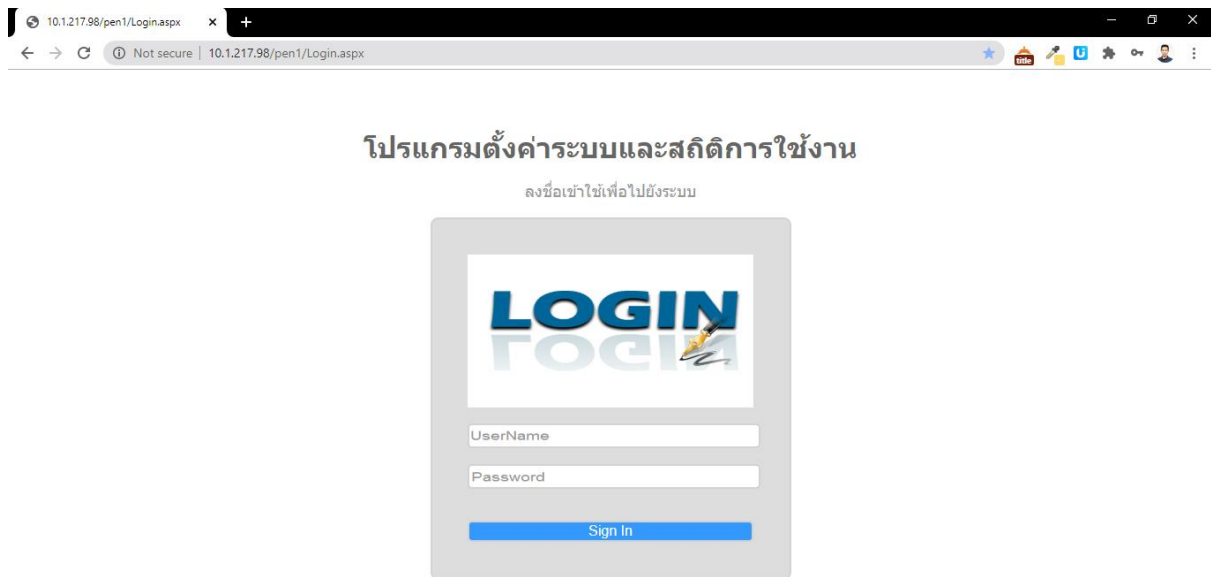 10.1.217.98/pen1/Login.aspx
Not secure | 10.1.217.98/pen1/Login.aspx
title
โปรแกรมตั้งค่าระบบและสถิติการใช้งาน
ลงชื่อเข้าใช้เพื่อไปยังระบบ
LOGIN
UserName
Password
Sign In